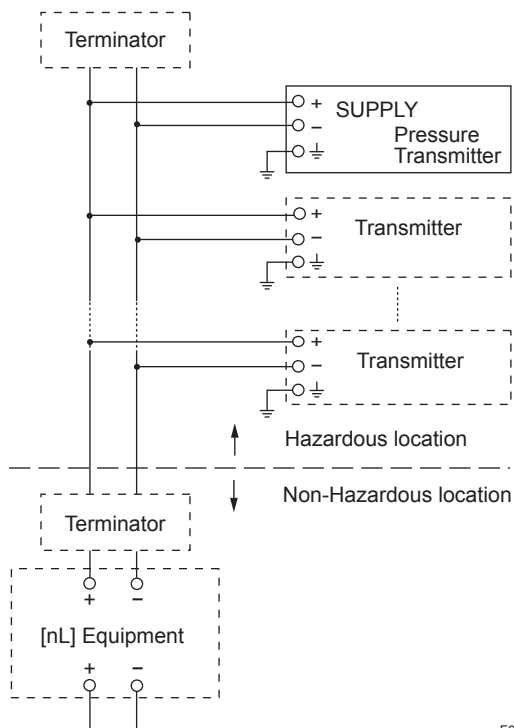 Terminator
+
SUPPLY
−
Pressure
Transmitter
+
Transmitter
−
+
Transmitter
−
Hazardous location
Non-Hazardous location
Terminator
+ −
[nL] Equipment
+ −